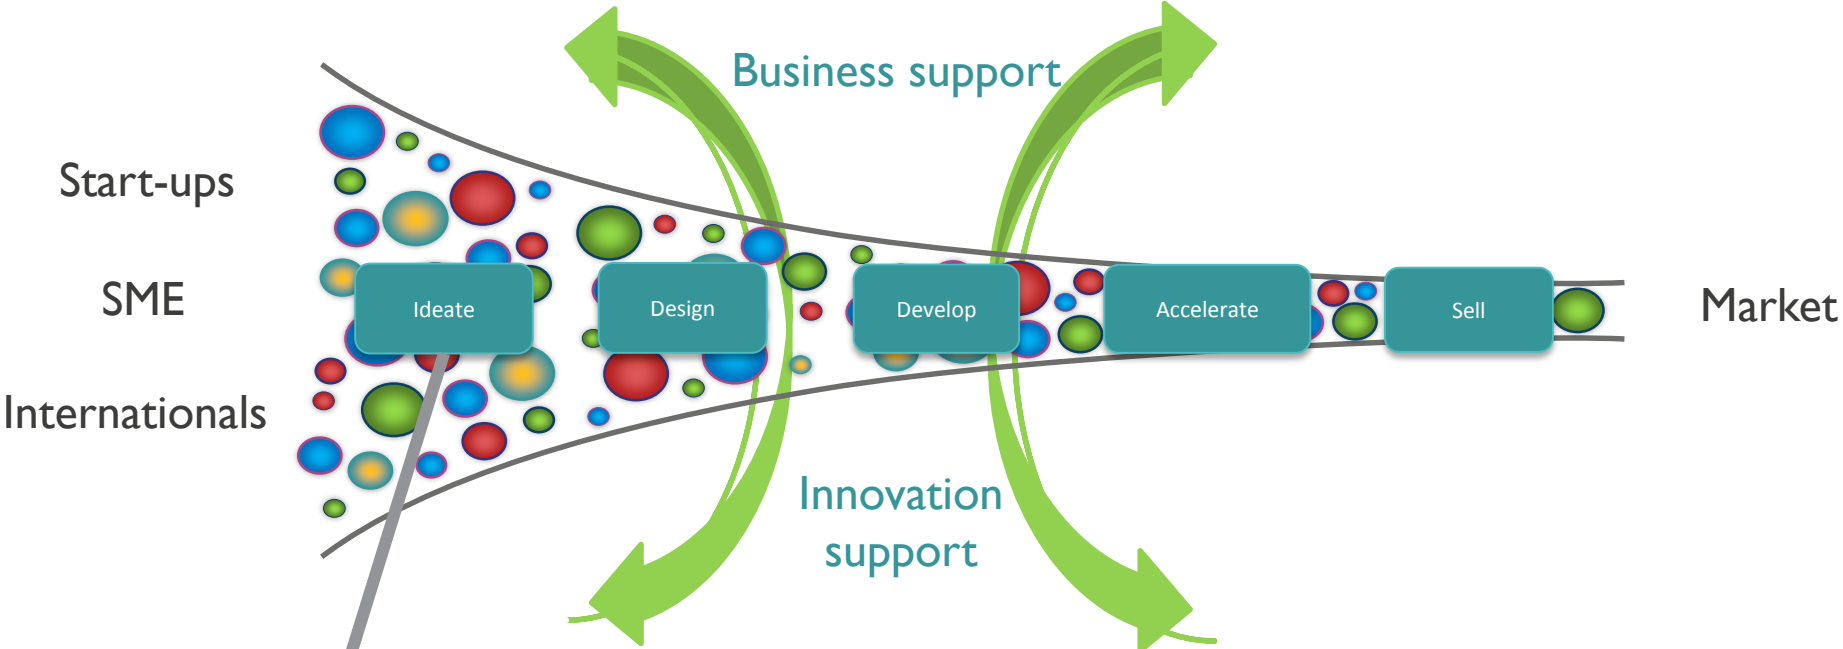 Business support
Start-ups
SME
Internationals
Ideate
Design
Develop
Accelerate
Sell
Market
Innovation
support